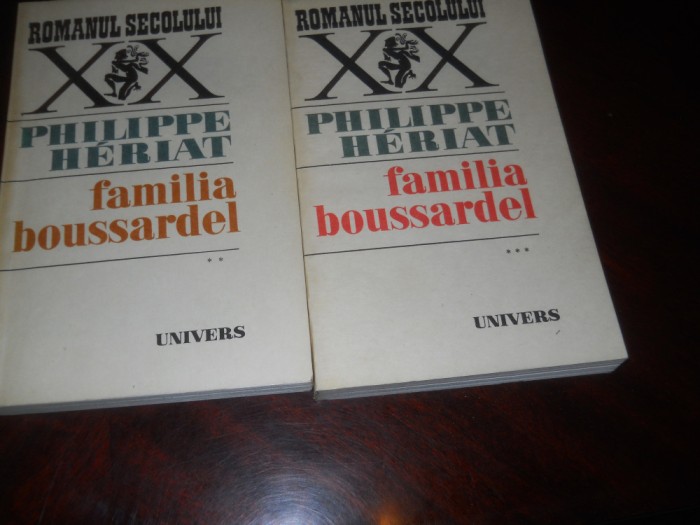 ROMANUL SECOLULUI
XX
PHILIPPE
HÉRIAT
familia
boussardel
**
UNIVERS
ROMANUL SECOLULUI
XX
PHILIPPE
HÉRIAT
familia
boussardel
***
UNIVERS